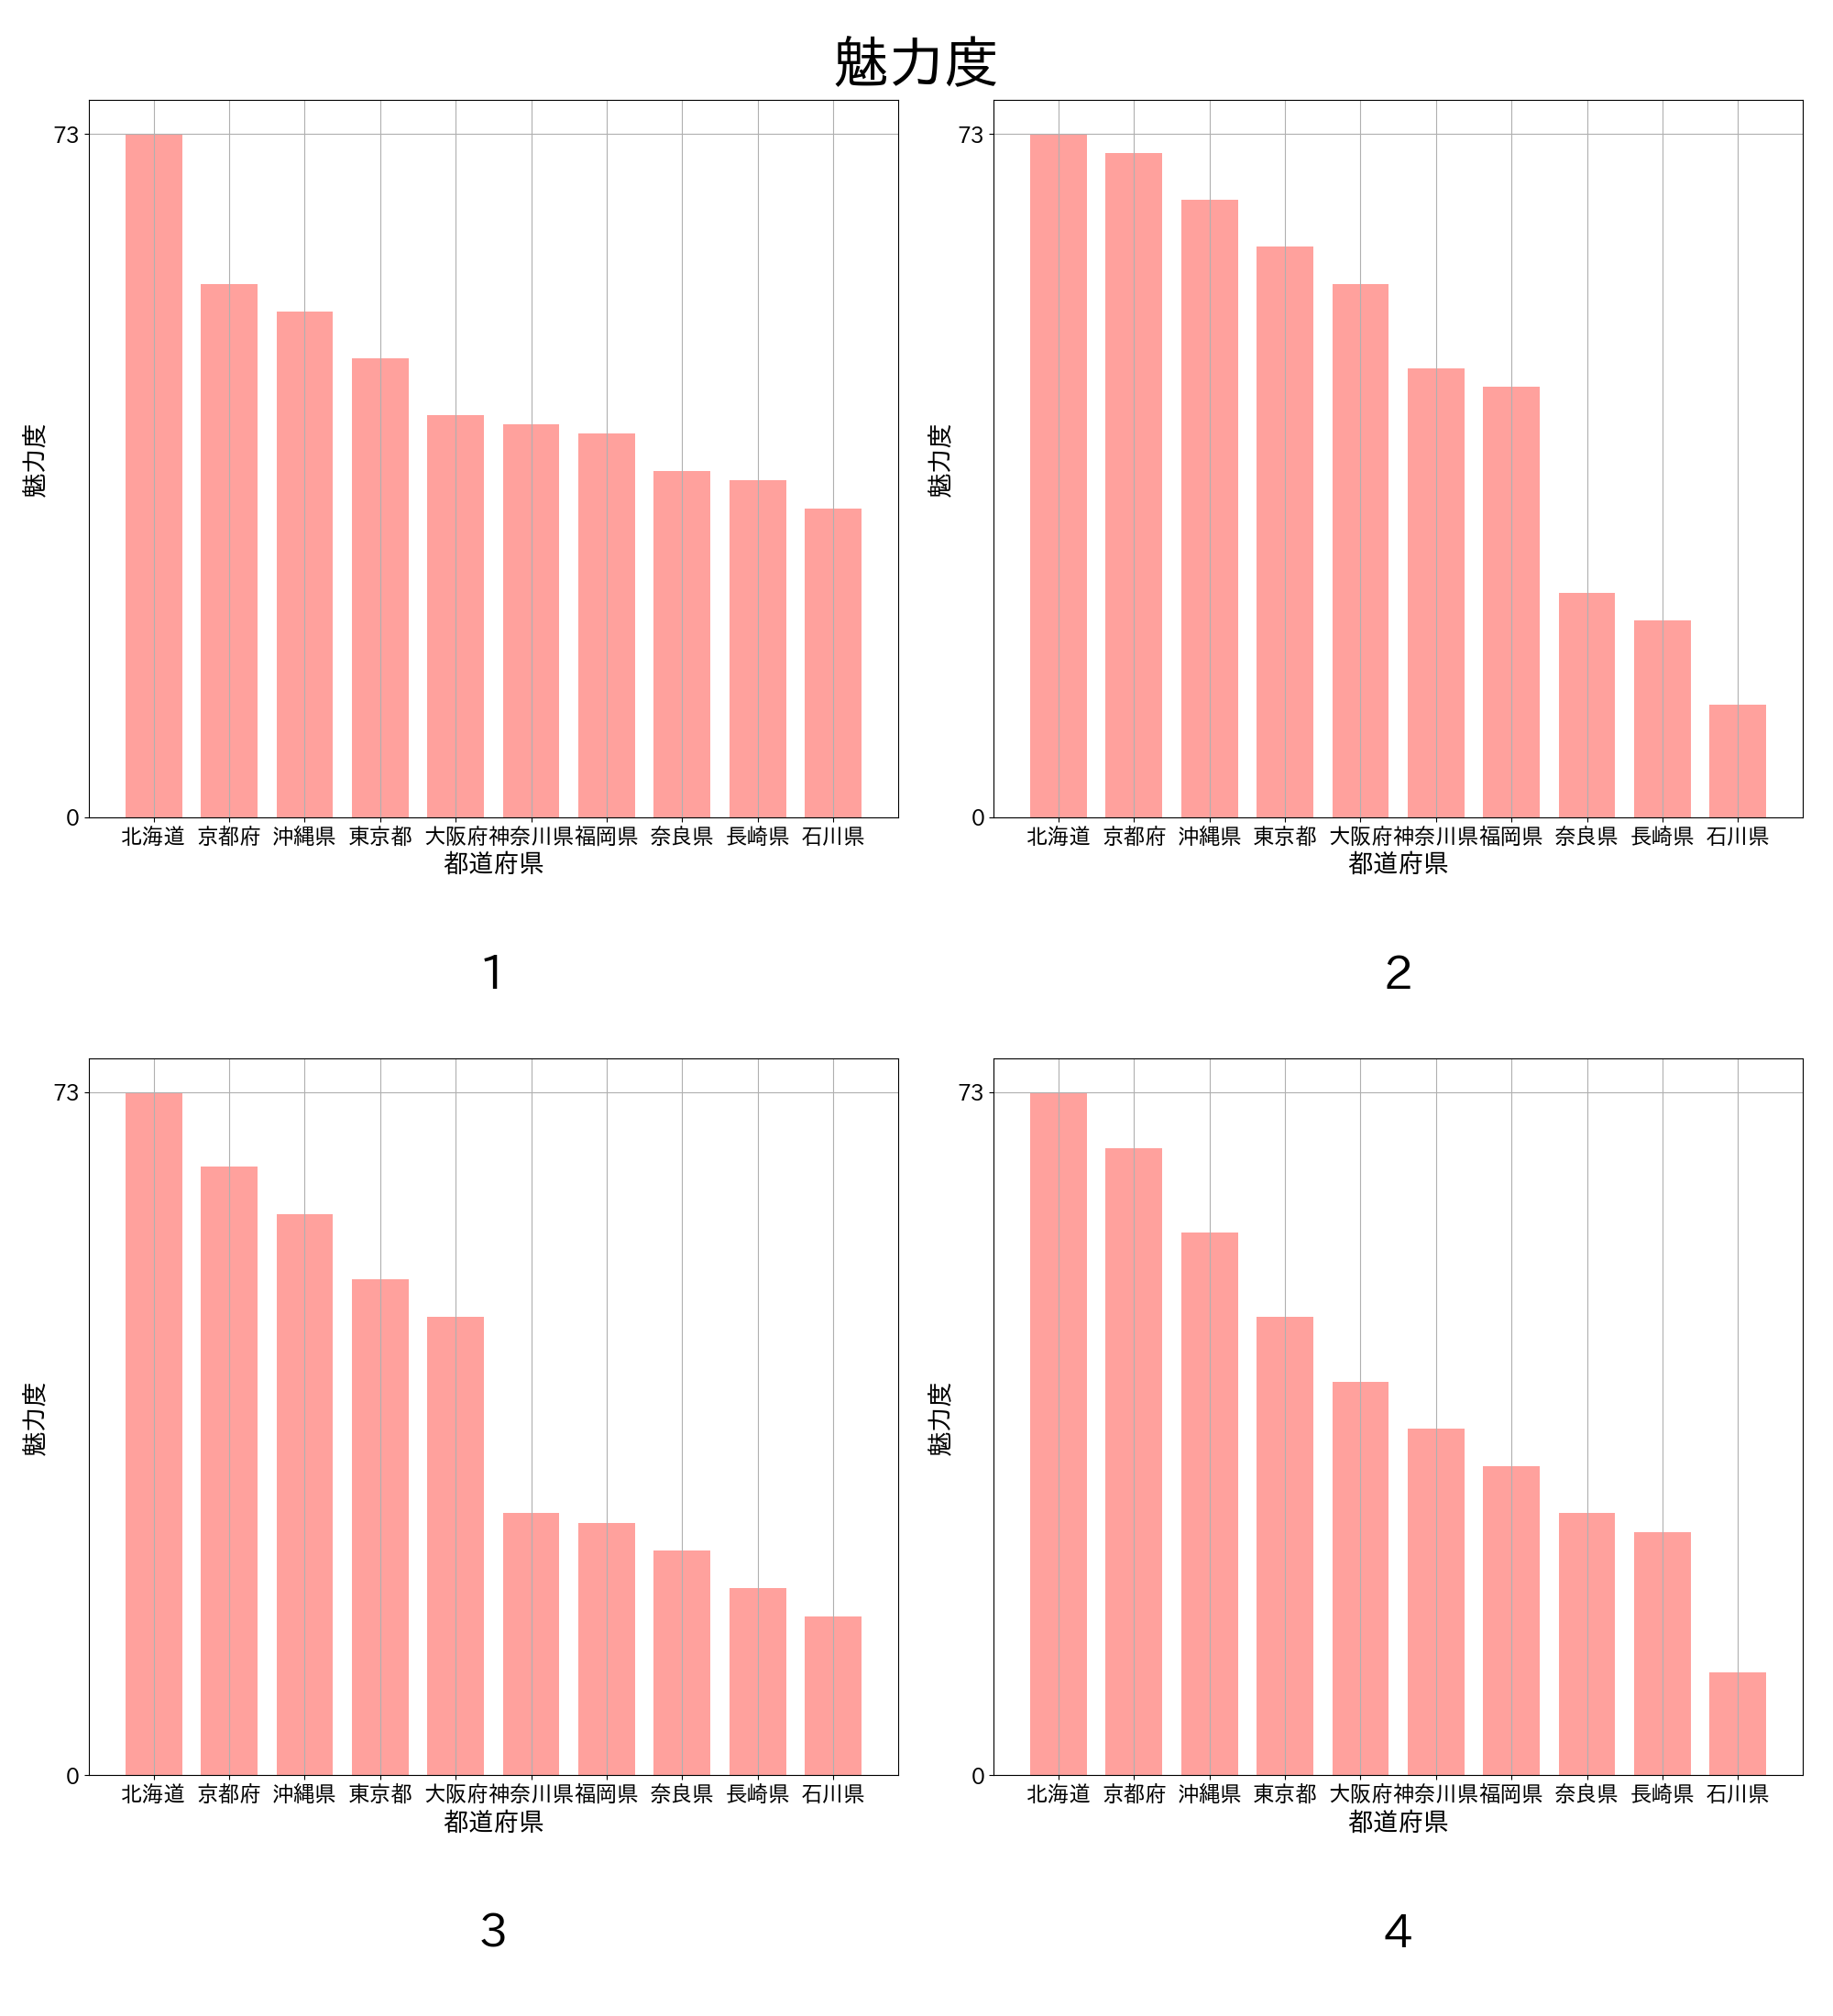 魅力度
73
0
魅力度
北海道 京都府 沖縄県 東京都 大阪府 神奈川県 福岡県 奈良県 長崎県 石川県
都道府県
1
73
0
魅力度
北海道 京都府 沖縄県 東京都 大阪府 神奈川県 福岡県 奈良県 長崎県 石川県
都道府県
2
73
0
魅力度
北海道 京都府 沖縄県 東京都 大阪府 神奈川県 福岡県 奈良県 長崎県 石川県
都道府県
3
73
0
魅力度
北海道 京都府 沖縄県 東京都 大阪府 神奈川県 福岡県 奈良県 長崎県 石川県
都道府県
4